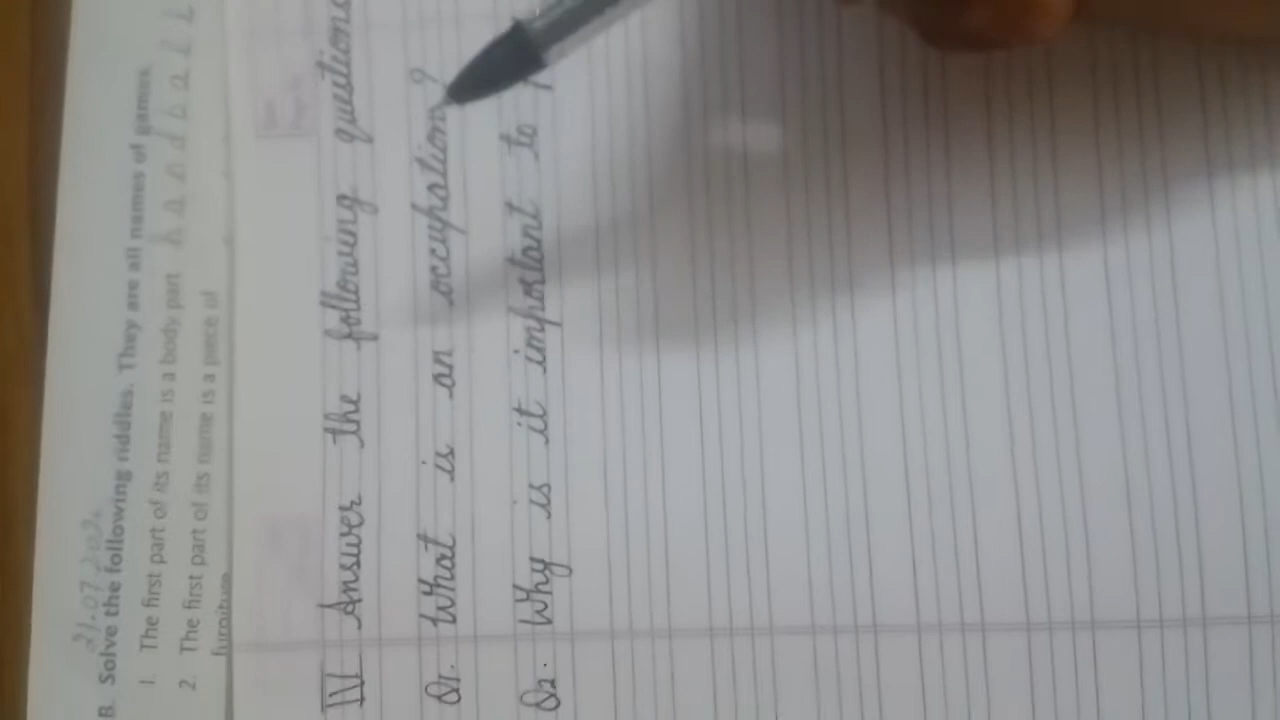 B. Solve the following riddles. They are all names of games.
1. The first part of its name is a body part h a n d b a l l
2. The first part of its name is a piece of
furniture
IV Answer the following questions
Q1. What is an occupation?
Q2. Why is it important to